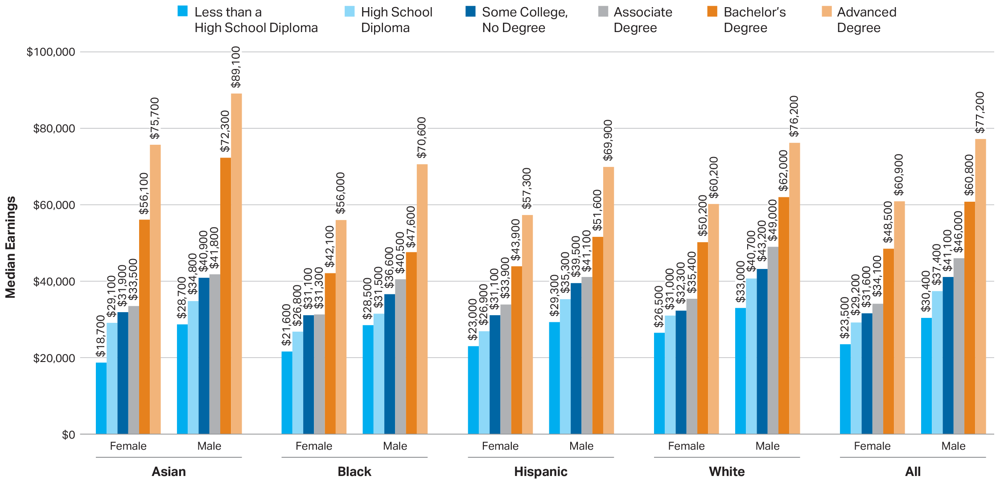 Less than a
High School Diploma
High School
Diploma
Some College,
No Degree
Associate
Degree
Bachelor’s
Degree
Advanced
Degree
Median Earnings
$100,000
$80,000
$60,000
$40,000
$20,000
$0
$18,700
$29,100
$31,900
$33,500
$56,100
$75,700
$28,700
$34,800
$40,900
$41,800
$72,300
$89,100
$21,600
$26,800
$31,100
$31,300
$42,100
$56,000
$28,500
$31,500
$36,600
$40,500
$47,600
$70,600
$23,000
$26,900
$31,100
$33,900
$43,900
$57,300
$29,300
$35,300
$39,500
$41,100
$51,600
$69,900
$26,500
$31,000
$32,300
$35,400
$50,200
$60,200
$33,000
$40,700
$43,200
$49,000
$62,000
$76,200
$23,500
$29,200
$31,600
$34,100
$48,500
$60,900
$30,400
$37,400
$41,100
$46,000
$60,800
$77,200
Female
Male
Female
Male
Female
Male
Female
Male
Female
Male
Asian
Black
Hispanic
White
All